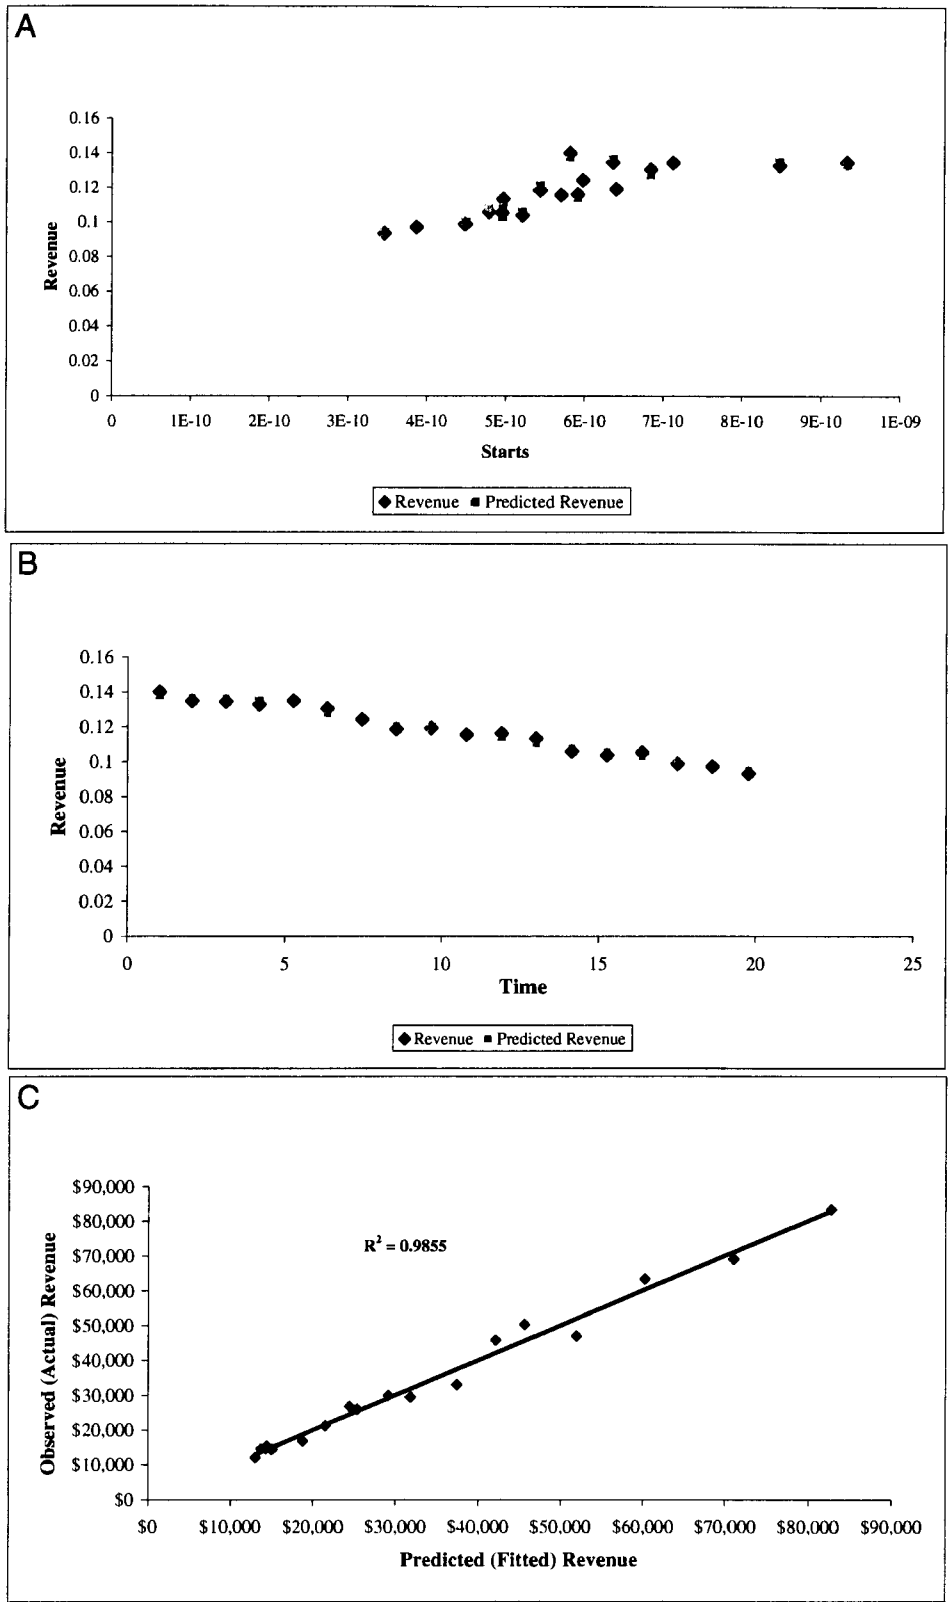 A
0.16
0.14
0.12
0.1
0.08
0.06
0.04
0.02
0
Revenue
0 1E-10 2E-10 3E-10 4E-10 5E-10 6E-10 7E-10 8E-10 9E-10 1E-09
Starts
Revenue Predicted Revenue
B
0.16
0.14
0.12
0.1
0.08
0.06
0.04
0.02
0
Revenue
0 5 10 15 20 25
Time
Revenue Predicted Revenue
C
$90,000
$80,000
$70,000
$60,000
$50,000
$40,000
$30,000
$20,000
$10,000
$0
Observed (Actual) Revenue
R² = 0.9855
$0 $10,000 $20,000 $30,000 $40,000 $50,000 $60,000 $70,000 $80,000 $90,000
Predicted (Fitted) Revenue